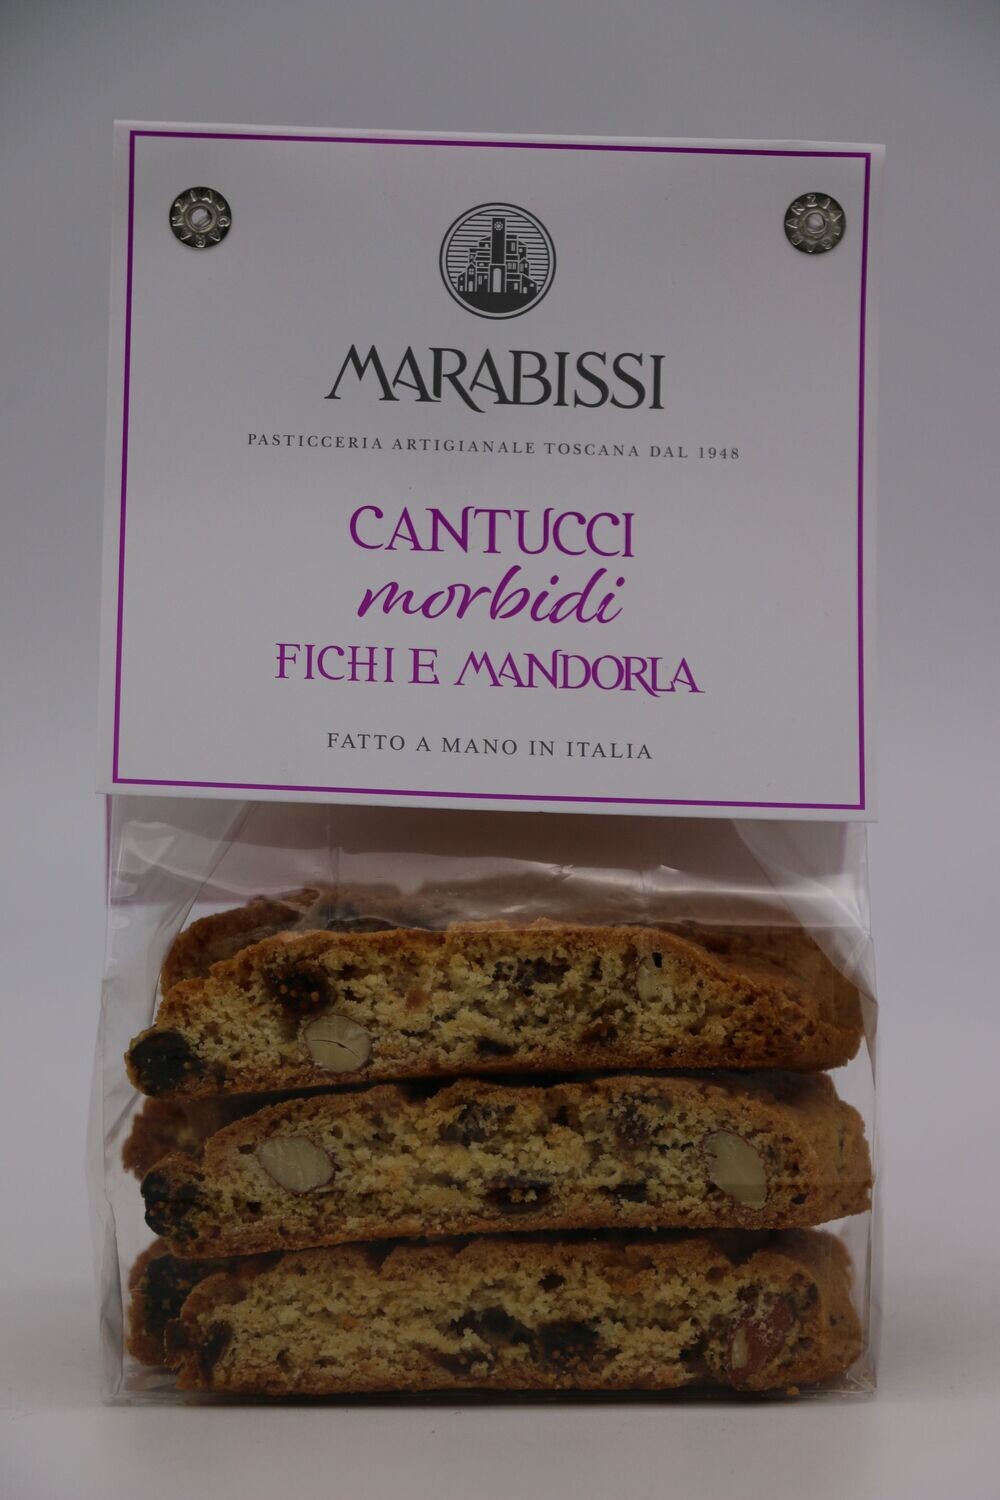 MARABISSI
PASTICCERIA ARTIGIANALE TOSCANA DAL 1948
CANTUCCI
morbidi
FICHI E MANDORLA
FATTO A MANO IN ITALIA